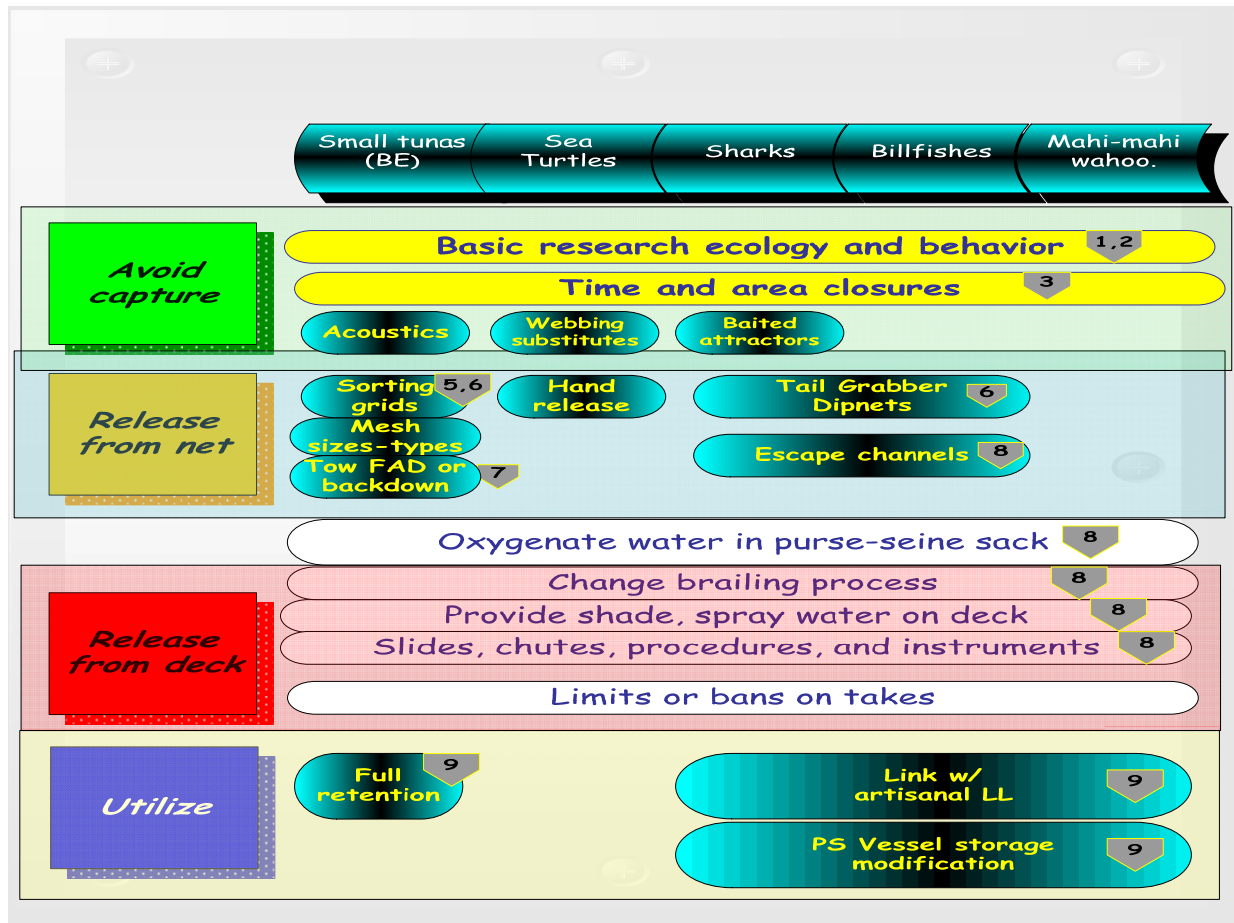 Small tunas
(BE)
Sea
Turtles
Sharks
Billfishes
Mahi-mahi
wahoo.
Avoid
capture
Basic research ecology and behavior
1,2
Time and area closures
3
Acoustics
Webbing
substitutes
Baited
attractors
Release
from net
Sorting
grids
5,6
Hand
release
Tail Grabber
Dipnets
6
Mesh
sizes-types
Tow FAD or
backdown
7
Escape channels
8
Oxygenate water in purse-seine sack
8
Release
from deck
Change brailing process
8
Provide shade, spray water on deck
8
Slides, chutes, procedures, and instruments
8
Limits or bans on takes
Utilize
Full
retention
9
Link w/
artisanal LL
9
PS Vessel storage
modification
9